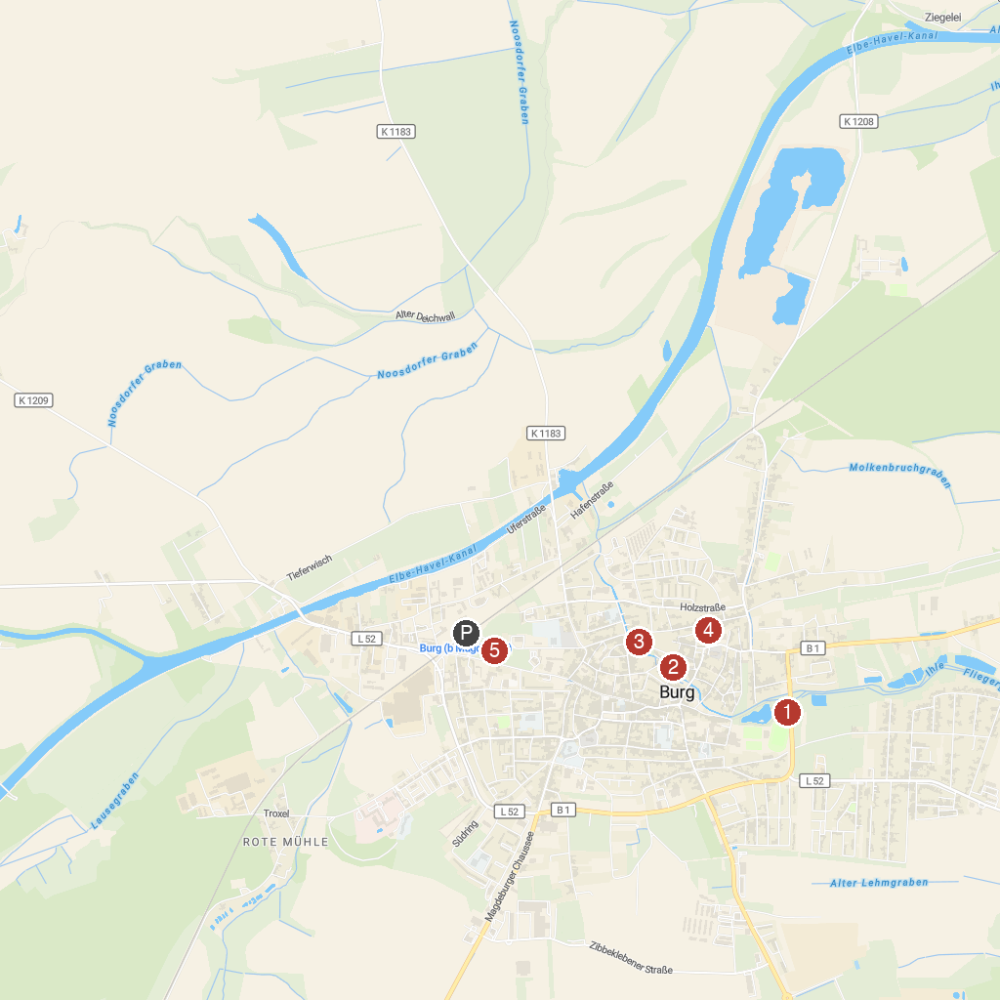 Ziegelei
Elbe-Havel-Kanal
Noosdorfer Graben
K 1208
K 1183
Alter Deichwall
Noosdorfer Graben
Noosdorfer Graben
K 1209
K 1183
Molkenbruchgraben
Hafenstraße
Uferstraße
Elbe-Havel-Kanal
Tieferwisch
Holzstraße
P
4
L 52
3
5
B 1
2
Ihle
Burg
1
Lausegraben
L 52
Troxel
L 52
B 1
ROTE MÜHLE
Südring
Magdeburger Chaussee
Alter Lehmgraben
Zibbeklebener Straße